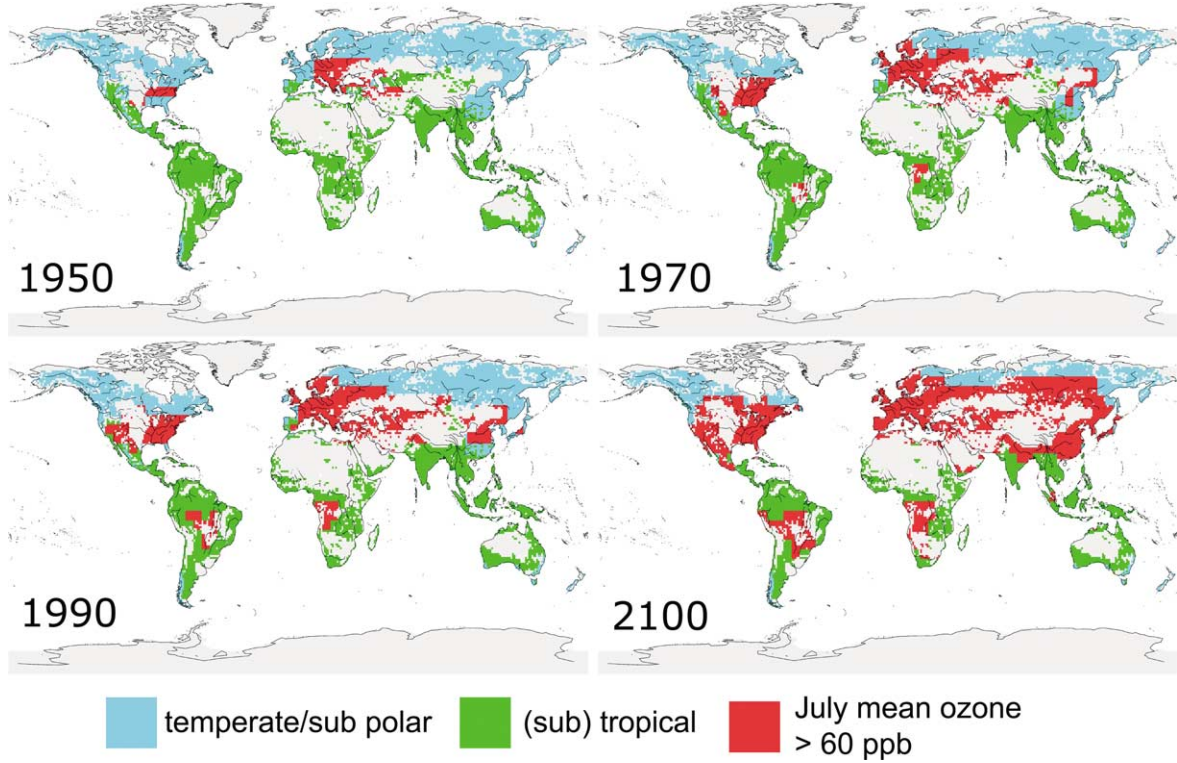 1950
1970
1990
2100
temperate/sub polar
(sub) tropical
July mean ozone
> 60 ppb